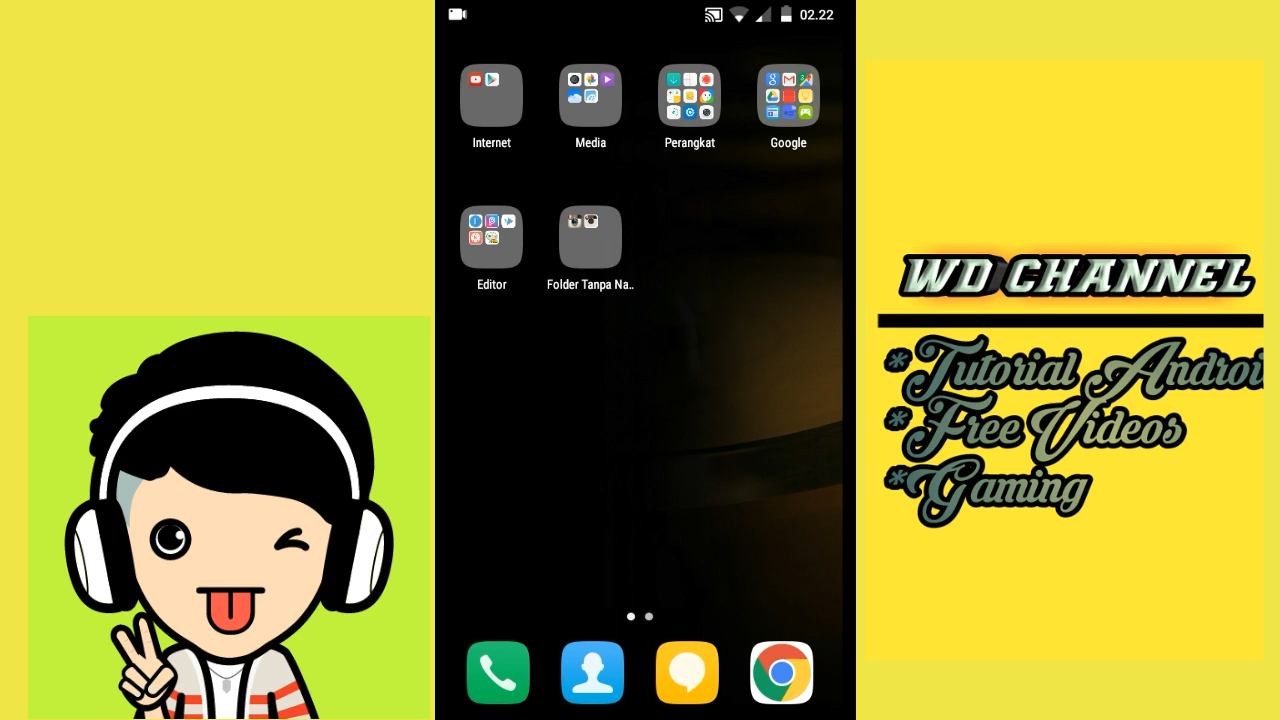 02.22
Internet
Media
Perangkat
Google
Editor
Folder Tanpa Na..
WD CHANNEL
*Tutorial Androi
*Free Videos
*Gaming